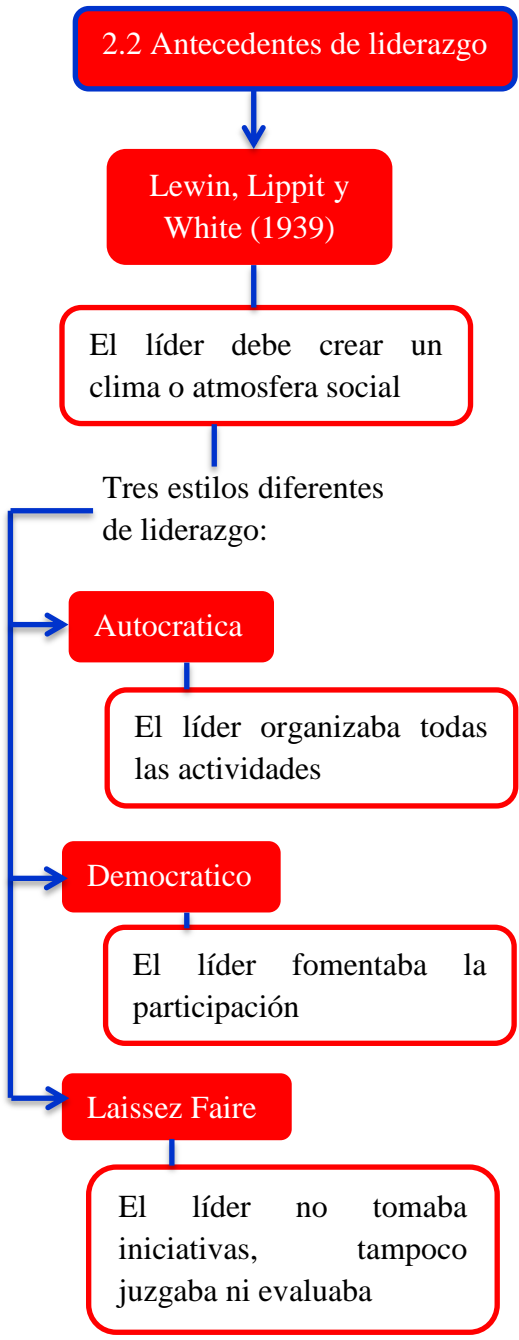 2.2 Antecedentes de liderazgo
Lewin, Lippit y
White (1939)
El líder debe crear un
clima o atmosfera social
Tres estilos diferentes
de liderazgo:
Autocratica
El líder organizaba todas
las actividades
Democratico
El líder fomentaba la
participación
Laissez Faire
El líder no tomaba
iniciativas, tampoco
juzgaba ni evaluaba